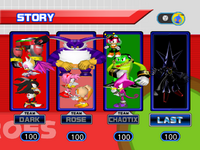 STORY
TEAM DARK
TEAM ROSE
TEAM CHAOTIX
LAST
100
100
100
100